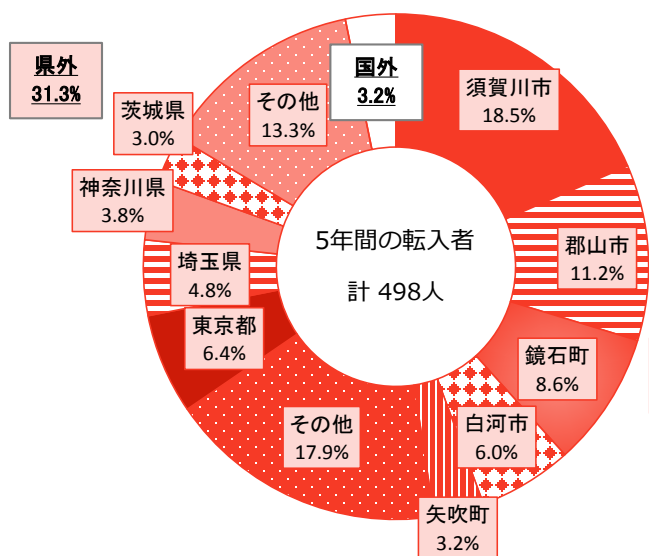 県外
31.3%
国外
3.2%
須賀川市
18.5%
郡山市
11.2%
鏡石町
8.6%
白河市
6.0%
矢吹町
3.2%
その他
17.9%
東京都
6.4%
埼玉県
4.8%
神奈川県
3.8%
茨城県
3.0%
その他
13.3%
5年間の転入者
計 498人